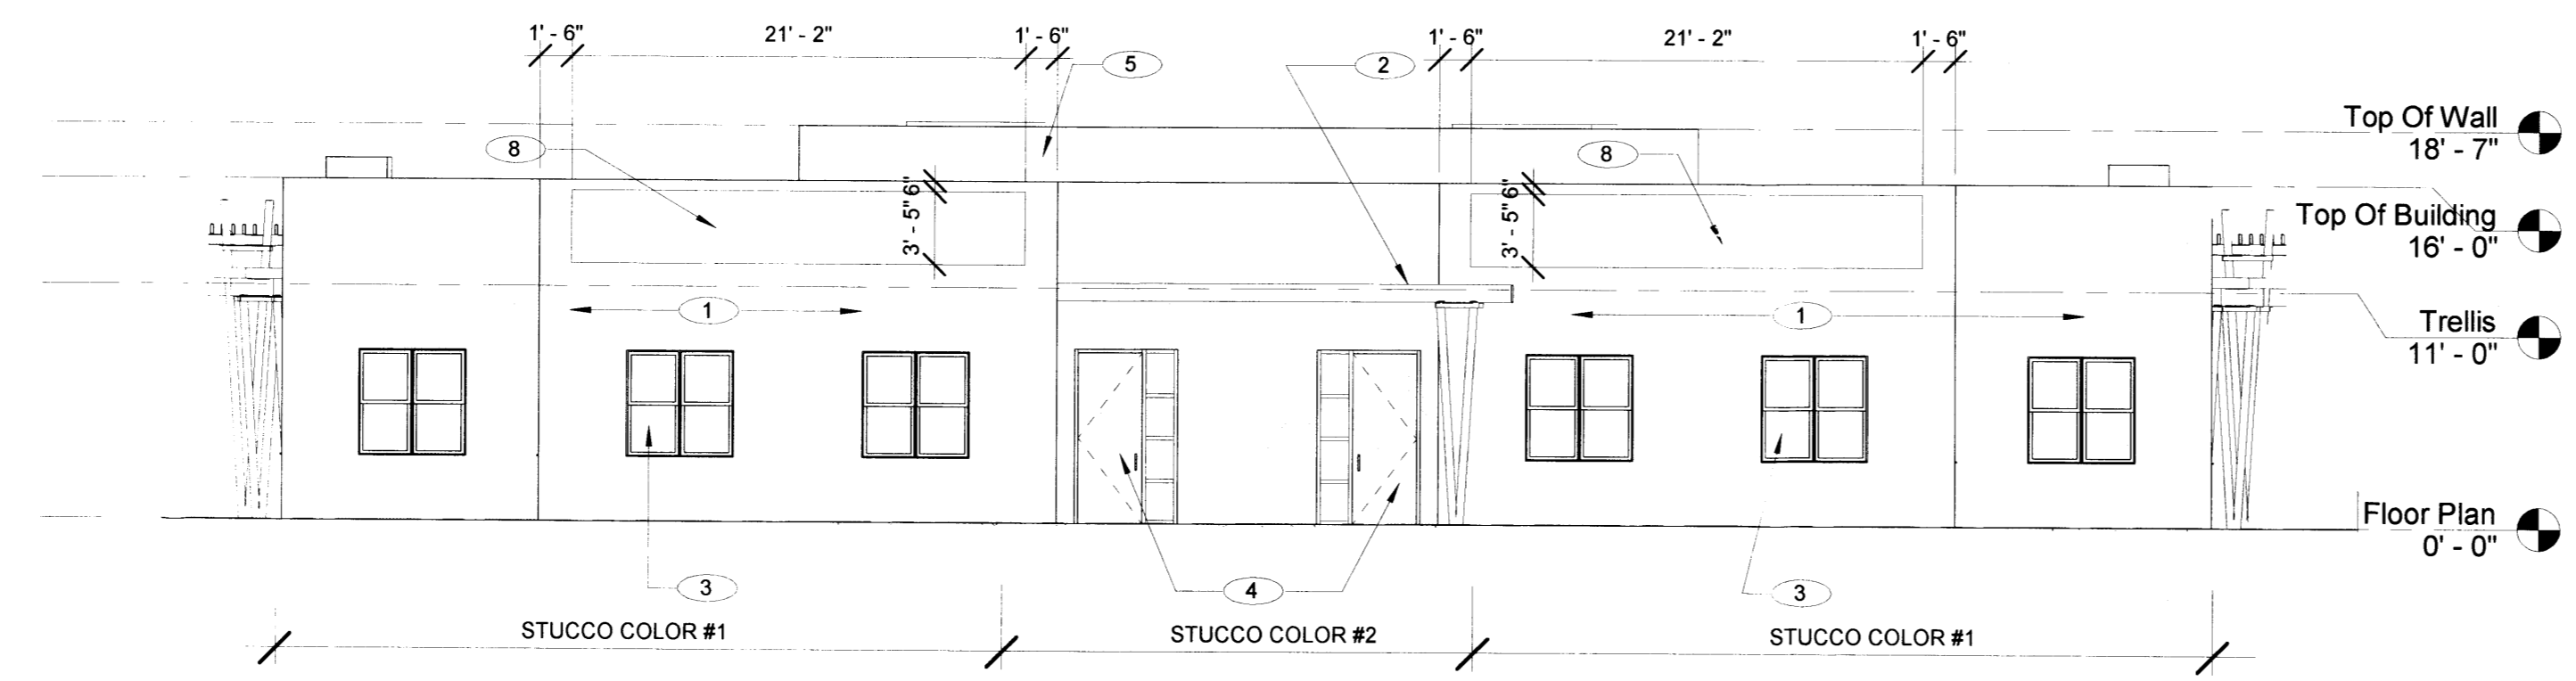 1' - 6" 21' - 2" 1' - 6" 1' - 6" 21' - 2" 1' - 6"
5 2
Top Of Wall
18' - 7"
8 8
6" 6"
3' - 5" 3' - 5"
Top Of Building
16' - 0"
1 1
Trellis
11' - 0"
Floor Plan
0' - 0"
3 4 3
STUCCO COLOR #1 STUCCO COLOR #2 STUCCO COLOR #1